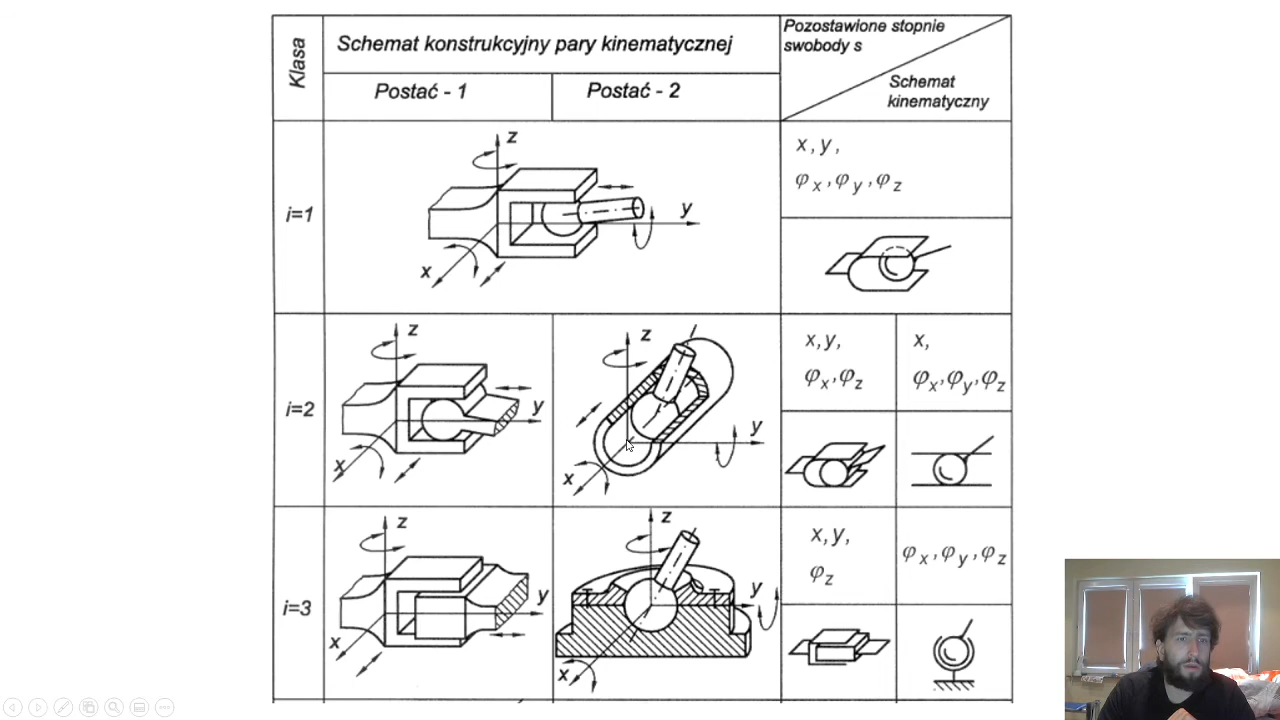 Klasa
Schemat konstrukcyjny pary kinematycznej
Postać - 1
Postać - 2
Pozostawione stopnie
swobody s
Schemat
kinematyczny
i=1
z
y
x
x, y,
φx, φy, φz
i=2
z
y
x
z
y
x
x, y,
φx, φz
x,
φx, φy, φz
i=3
z
y
x
z
y
x
x, y,
φz
φx, φy, φz